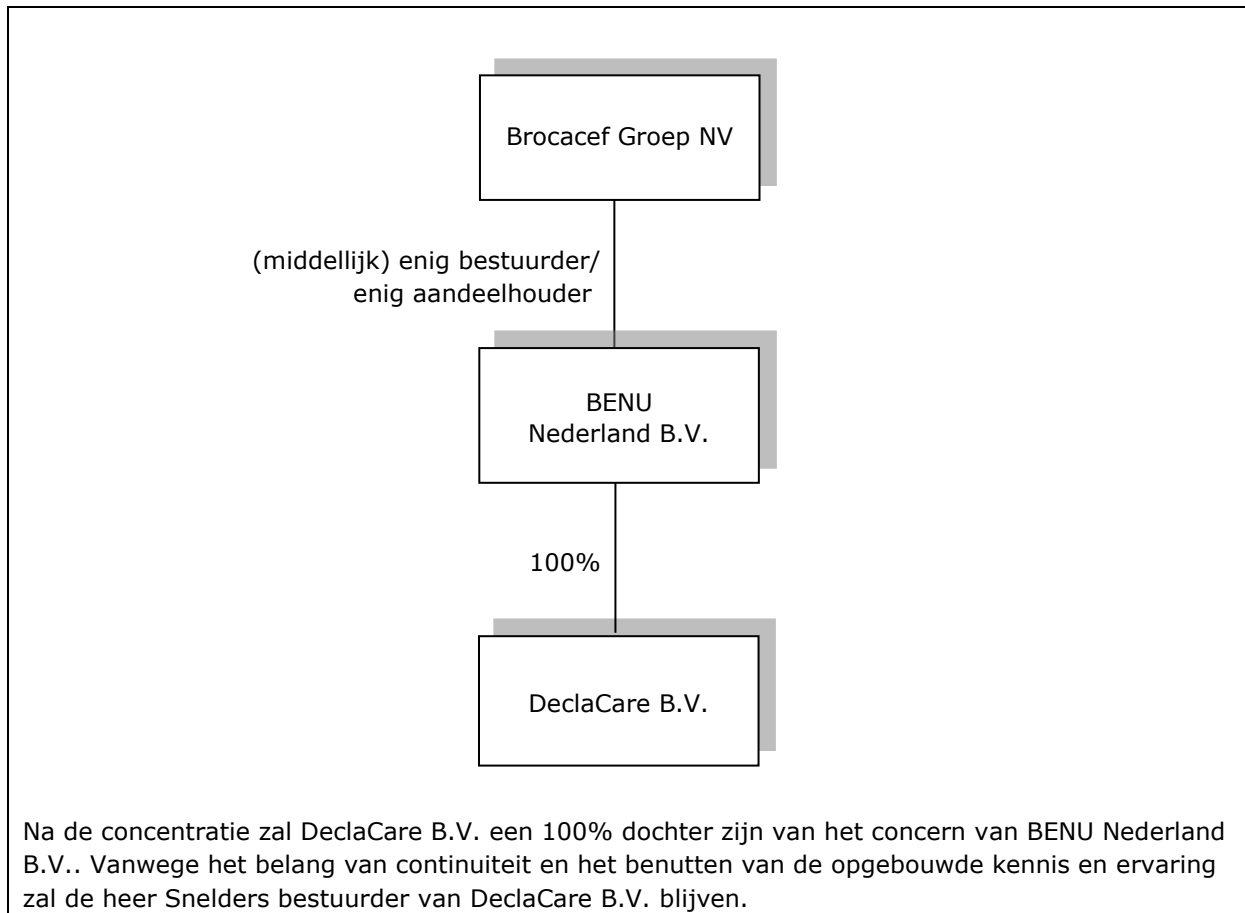 Brocacef Groep NV
(middellijk) enig bestuurder/
enig aandeelhouder
BENU
Nederland B.V.
100%
DeclaCare B.V.
Na de concentratie zal DeclaCare B.V. een 100% dochter zijn van het concern van BENU Nederland
B.V.. Vanwege het belang van continuiteit en het benutten van de opgebouwde kennis en ervaring
zal de heer Snelders bestuurder van DeclaCare B.V. blijven.